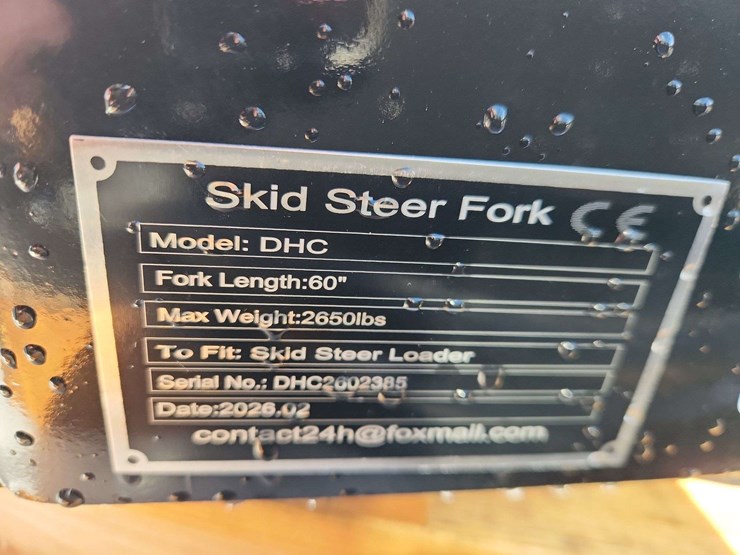 Skid Steer Fork CE
Model: DHC
Fork Length:60"
Max Weight:2650lbs
To Fit: Skid Steer Loader
Serial No.: DHC2602385
Date:2026.02
contact24h@foxmail.com